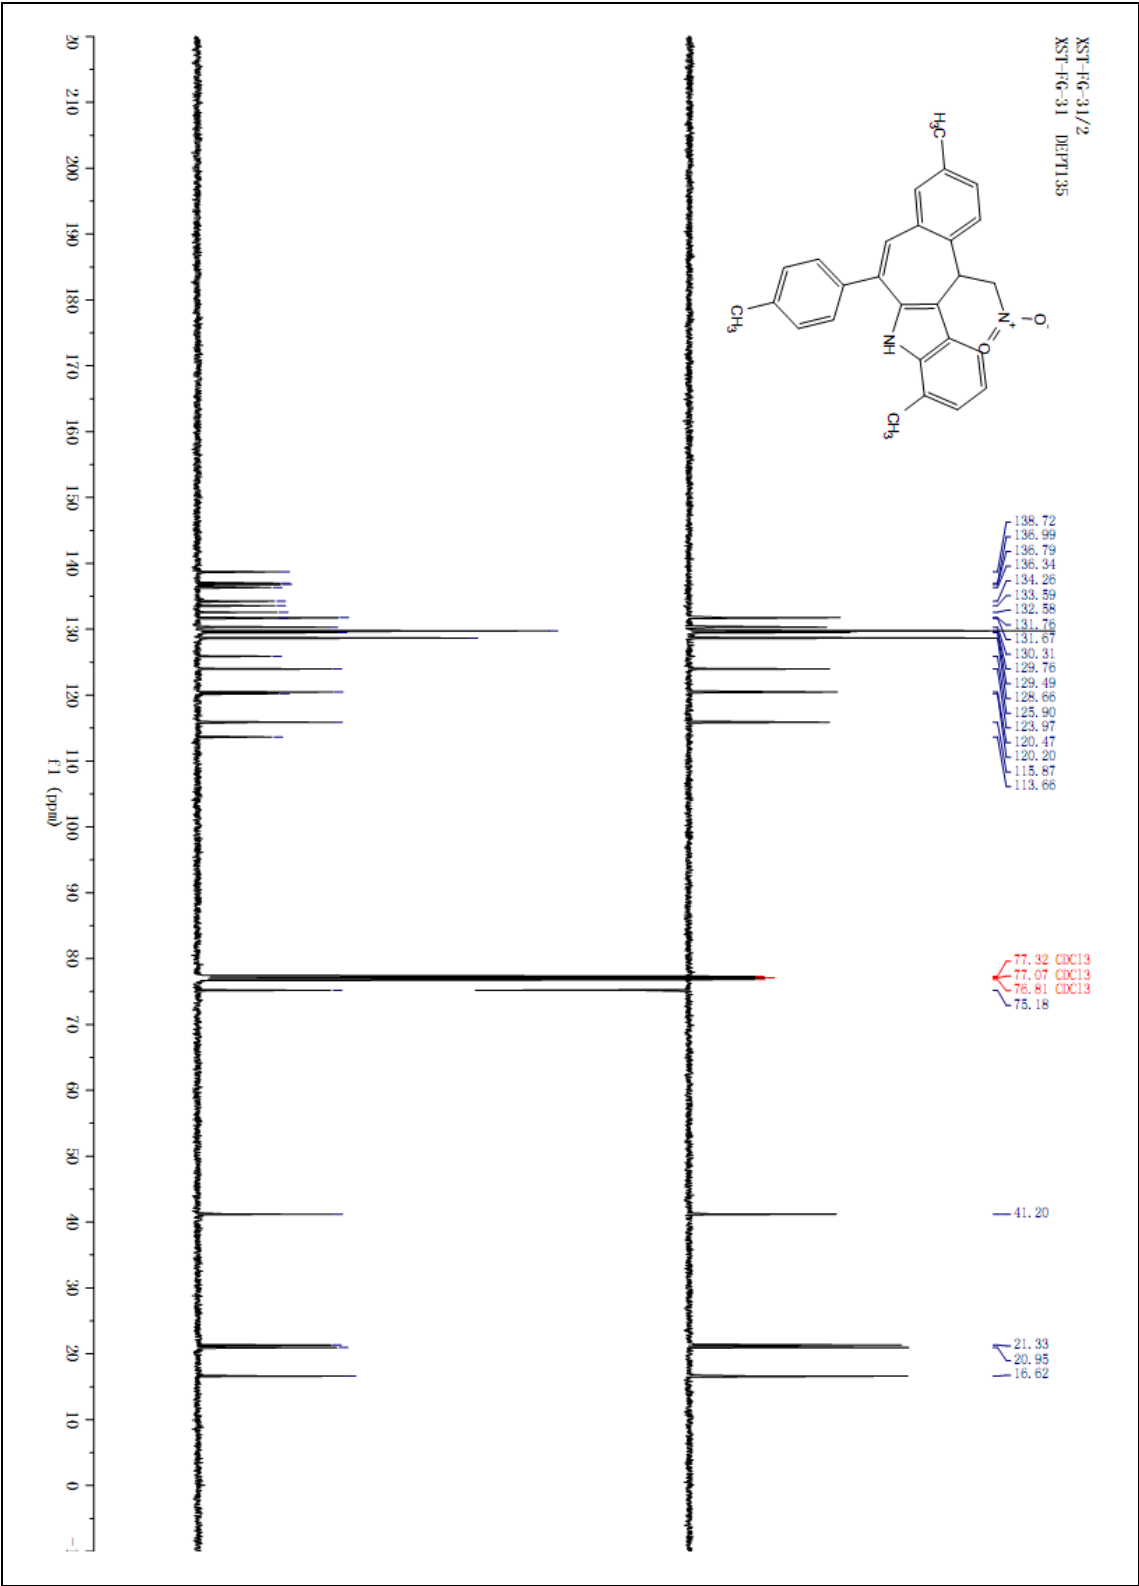 XST-FG-31/2
XST-FG-31 DEPT135
H3C
CH3
NH
CH3
N+
O-
O
138.72
136.99
136.79
136.34
134.26
133.59
132.58
131.76
131.67
130.31
129.76
129.49
128.66
125.90
123.97
120.47
120.20
115.87
113.66
77.32 CDCl3
77.07 CDCl3
76.81 CDCl3
75.18
41.20
21.33
20.95
16.62
20 210 200 190 180 170 160 150 140 130 120 110 100 90 80 70 60 50 40 30 20 10 0 -1
f1 (ppm)